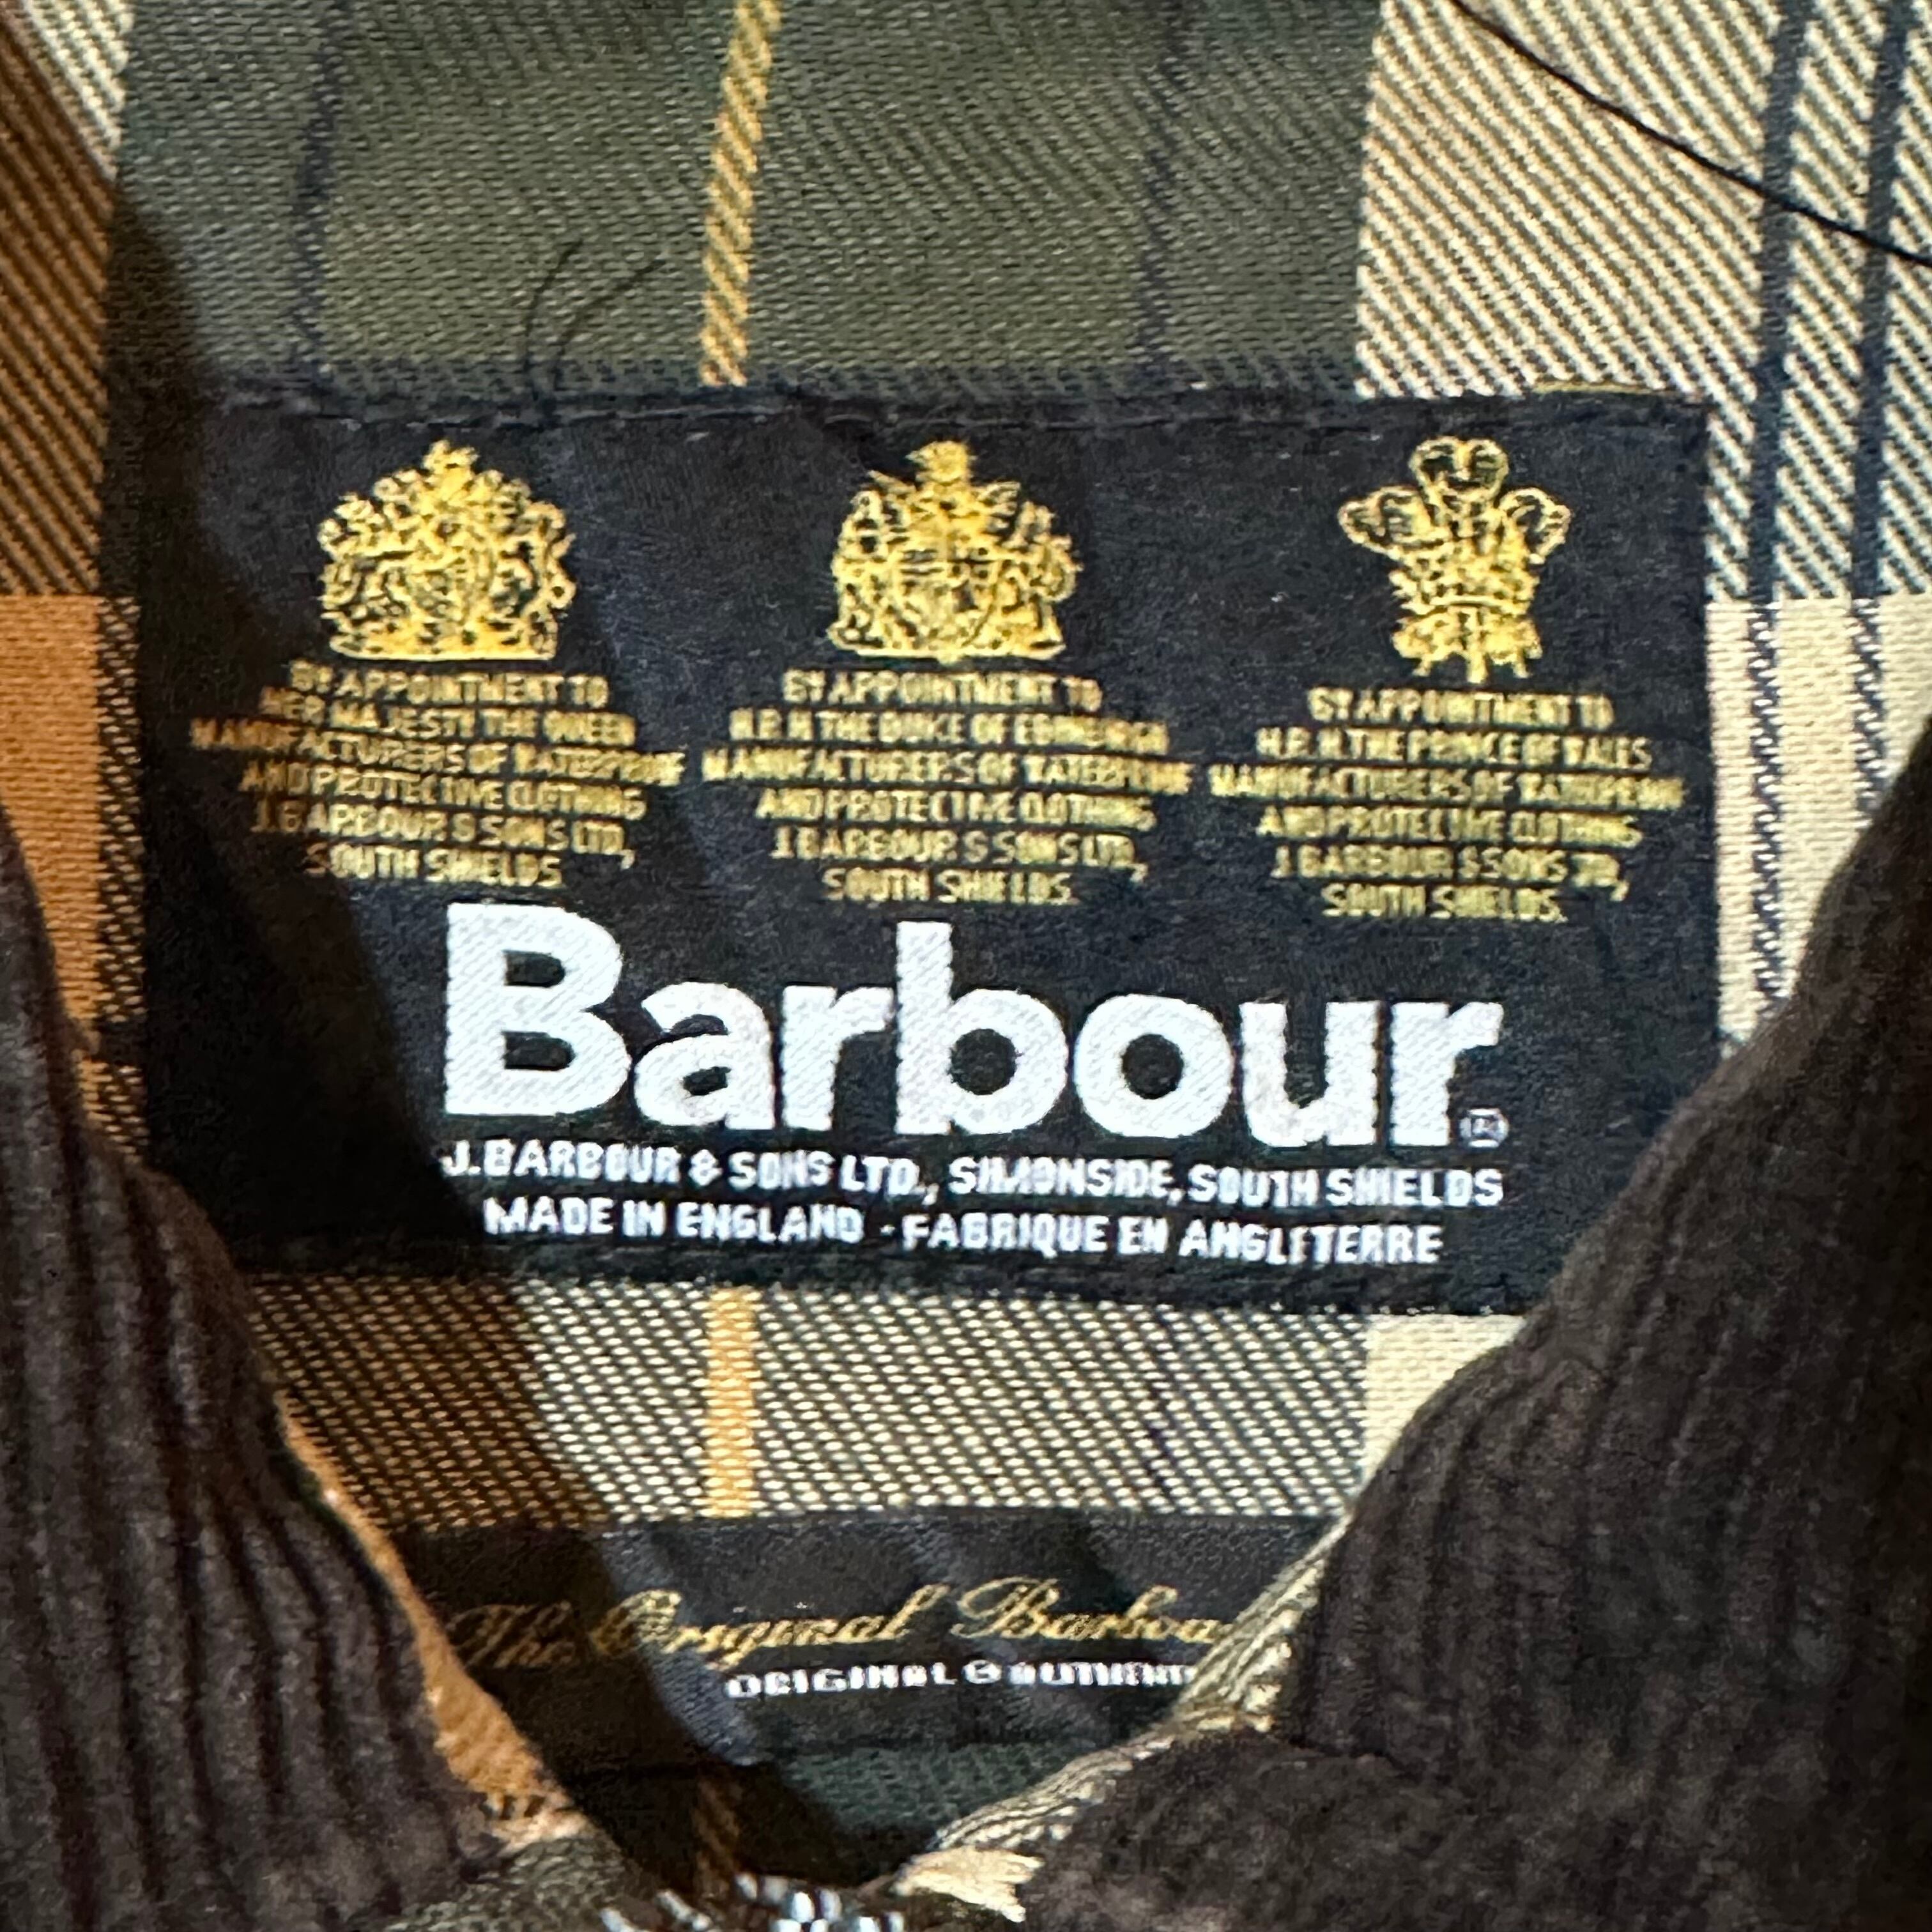 BY APPOINTMENT TO
HER MAJESTY THE QUEEN
MANUFACTURERS OF WATERPROOF
AND PROTECTIVE CLOTHING
J. BARBOUR & SONS LTD,
SOUTH SHIELDS
BY APPOINTMENT TO
H.R.H THE DUKE OF EDINBURGH
MANUFACTURERS OF WATERPROOF
AND PROTECTIVE CLOTHING
J BARBOUR & SONS LTD,
SOUTH SHIELDS.
BY APPOINTMENT TO
H.R.H. THE PRINCE OF WALES
MANUFACTURERS OF WATERPROOF
AND PROTECTIVE CLOTHING
J BARBOUR & SONS LTD,
SOUTH SHIELDS.
Barbour®
J.BARBOUR & SONS LTD., SIMONSIDE, SOUTH SHIELDS
MADE IN ENGLAND - FABRIQUE EN ANGLETERRE
The Original Barbou
ORIGINAL & AUTHENTI